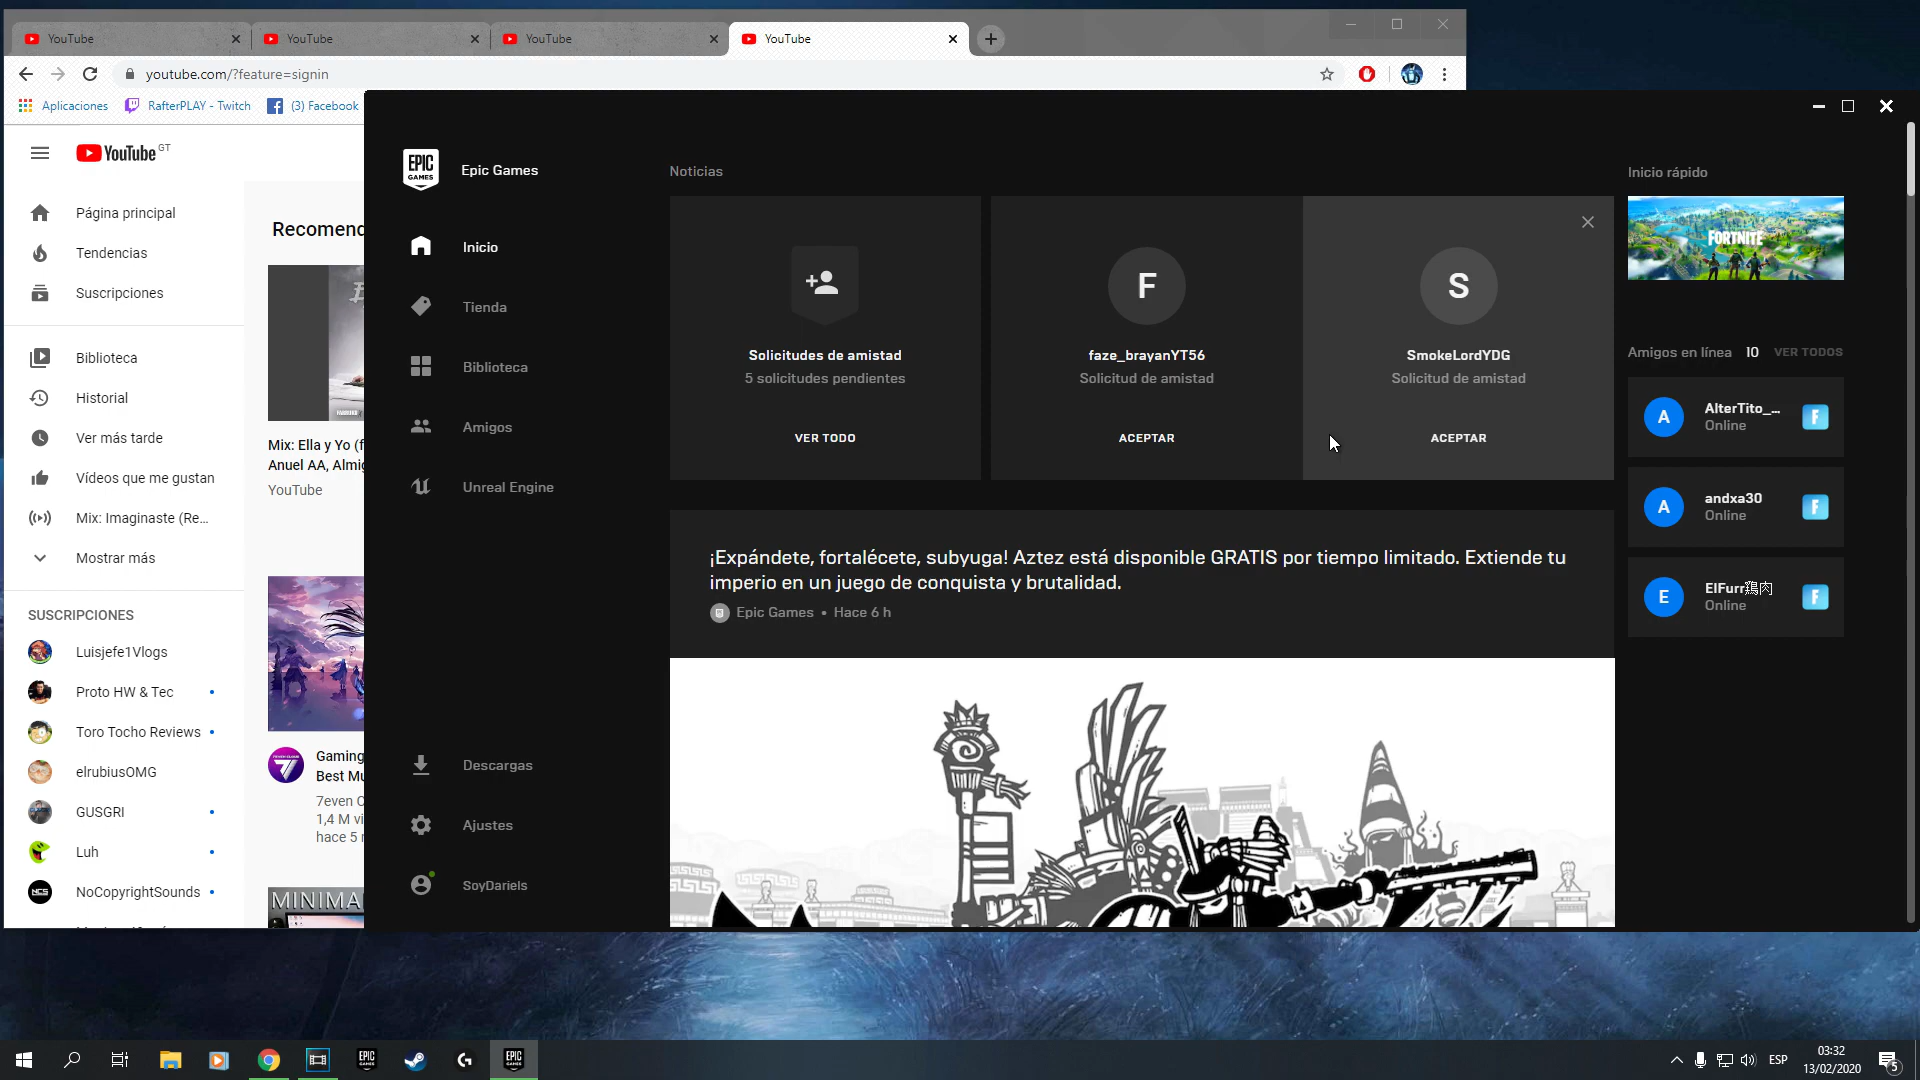 YouTube
YouTube
YouTube
YouTube
youtube.com/?feature=signin
Aplicaciones
RafterPLAY - Twitch
(3) Facebook
YouTube GT
Página principal
Tendencias
Suscripciones
Biblioteca
Historial
Ver más tarde
Vídeos que me gustan
Mix: Imaginaste (Re...
Mostrar más
SUSCRIPCIONES
Luisjefe1Vlogs
Proto HW & Tec
Toro Tocho Reviews
elrubiusOMG
GUSGRI
Luh
NCS
NoCopyrightSounds
Recomend
Mix: Ella y Yo (f
Anuel AA, Almi
YouTube
Gaming
Best Mu
7even C
1,4 M vi
hace 5
MINIMA
EPIC
GAMES
Epic Games
Inicio
Tienda
Biblioteca
Amigos
Unreal Engine
Descargas
Ajustes
SoyDariels
Noticias
Solicitudes de amistad
5 solicitudes pendientes
VER TODO
F
faze_brayanYT56
Solicitud de amistad
ACEPTAR
S
SmokeLordYDG
Solicitud de amistad
ACEPTAR
¡Expándete, fortalécete, subyuga! Aztez está disponible GRATIS por tiempo limitado. Extiende tu
imperio en un juego de conquista y brutalidad.
Epic Games • Hace 6 h
Inicio rápido
FORTNITE
Amigos en línea 10 VER TODOS
A
AlterTito_...
Online
F
A
andxa30
Online
F
E
ElFurr鶏肉
Online
F
EPIC
GAMES
EPIC
GAMES
ESP
03:32
13/02/2020
5